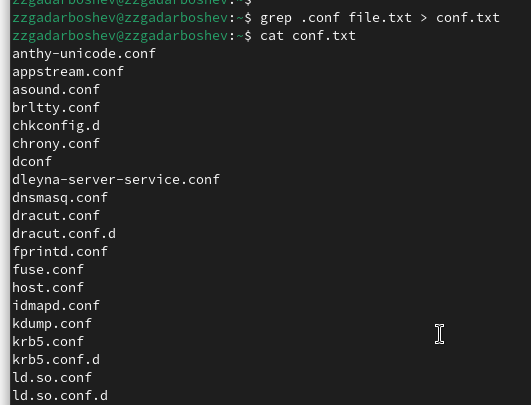 zzgadarboshev@zzgadarboshev:~$
zzgadarboshev@zzgadarboshev:~$ grep .conf file.txt > conf.txt
zzgadarboshev@zzgadarboshev:~$ cat conf.txt
anthy-unicode.conf
appstream.conf
asound.conf
brltty.conf
chkconfig.d
chrony.conf
dconf
dleyna-server-service.conf
dnsmasq.conf
dracut.conf
dracut.conf.d
fprintd.conf
fuse.conf
host.conf
idmapd.conf
kdump.conf
krb5.conf
krb5.conf.d
ld.so.conf
ld.so.conf.d